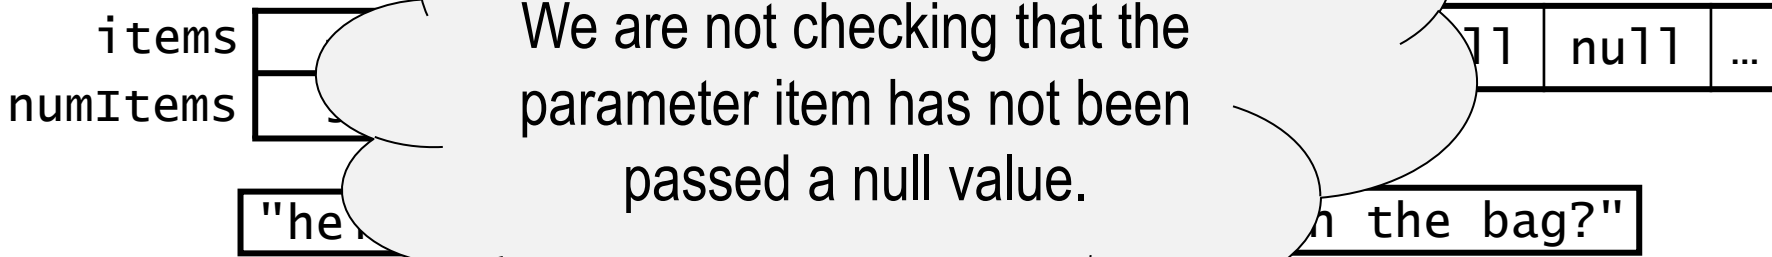 items
numItems
We are not checking that the
parameter item has not been
passed a null value.
null …
the bag?"